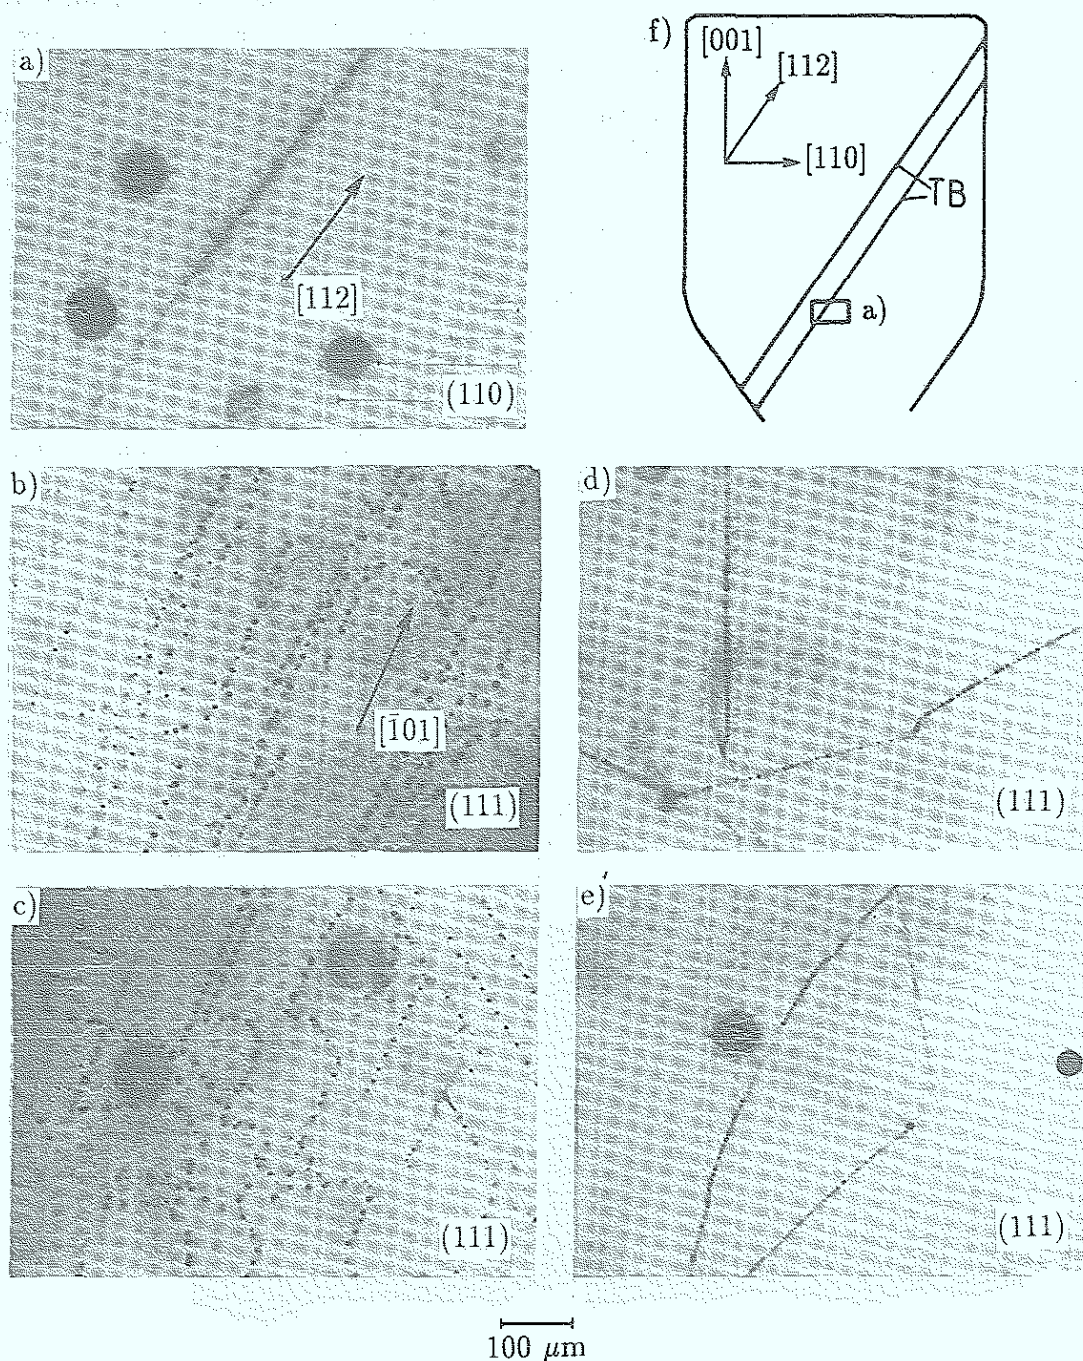 a)
[112]
(110)
f)
[001]
[112]
[110]
TB
a)
b)
[1̄01]
(111)
d)
(111)
c)
(111)
e)'
(111)
100 μm